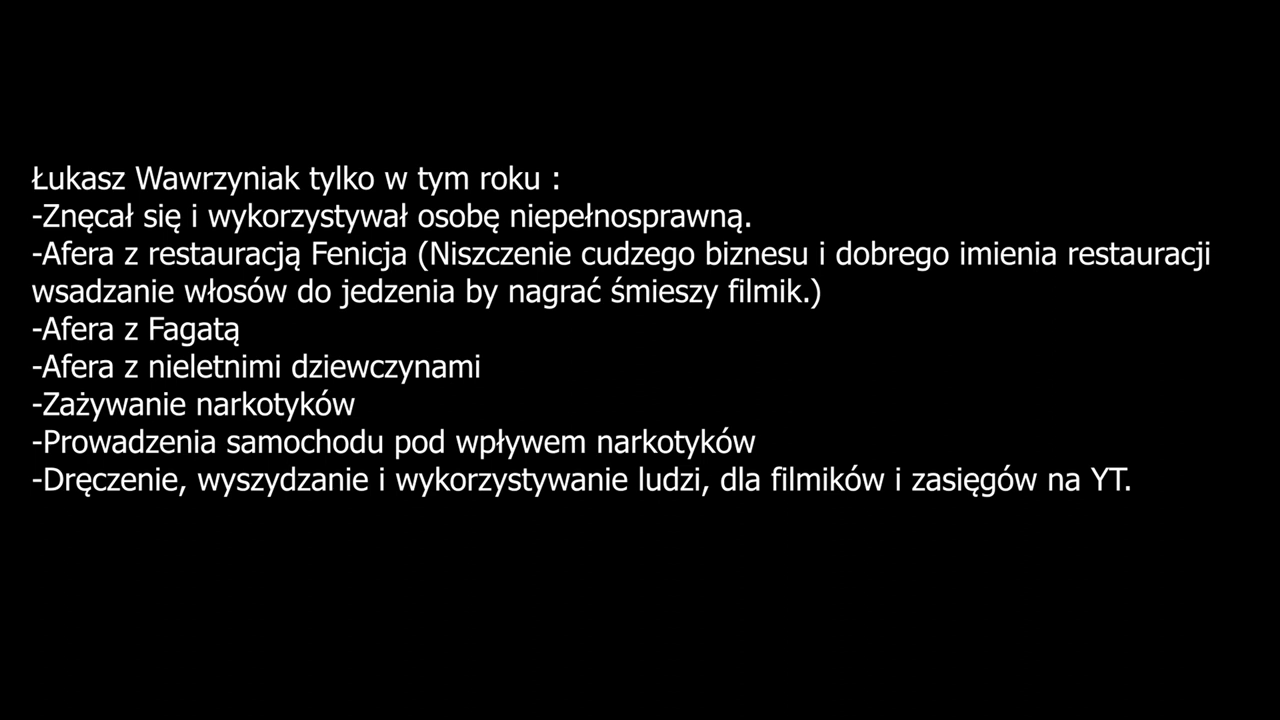 Łukasz Wawrzyniak tylko w tym roku :
-Znęcał się i wykorzystywał osobę niepełnosprawną.
-Afera z restauracją Fenicja (Niszczenie cudzego biznesu i dobrego imienia restauracji
wsadzanie włosów do jedzenia by nagrać śmieszy filmik.)
-Afera z Fagatą
-Afera z nieletnimi dziewczynami
-Zażywanie narkotyków
-Prowadzenia samochodu pod wpływem narkotyków
-Dręczenie, wyszydzanie i wykorzystywanie ludzi, dla filmików i zasięgów na YT.